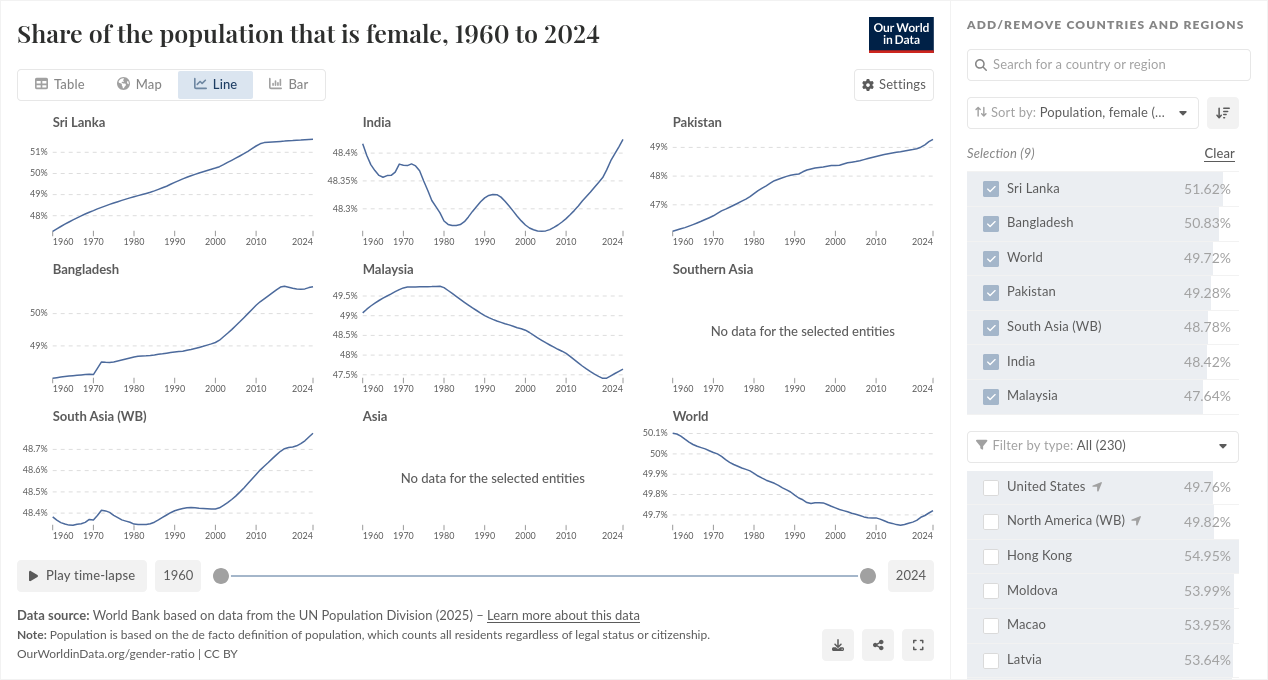 Share of the population that is female, 1960 to 2024
Our World
in Data
Table
Map
Line
Bar
Settings
Sri Lanka
51%
50%
49%
48%
1960 1970 1980 1990 2000 2010 2024
India
48.4%
48.35%
48.3%
1960 1970 1980 1990 2000 2010 2024
Pakistan
49%
48%
47%
1960 1970 1980 1990 2000 2010 2024
Bangladesh
50%
49%
1960 1970 1980 1990 2000 2010 2024
Malaysia
49.5%
49%
48.5%
48%
47.5%
1960 1970 1980 1990 2000 2010 2024
Southern Asia
No data for the selected entities
1960 1970 1980 1990 2000 2010 2024
South Asia (WB)
48.7%
48.6%
48.5%
48.4%
1960 1970 1980 1990 2000 2010 2024
Asia
No data for the selected entities
1960 1970 1980 1990 2000 2010 2024
World
50.1%
50%
49.9%
49.8%
49.7%
1960 1970 1980 1990 2000 2010 2024
Play time-lapse
1960
2024
Data source: World Bank based on data from the UN Population Division (2025) – Learn more about this data
Note: Population is based on the de facto definition of population, which counts all residents regardless of legal status or citizenship.
OurWorldinData.org/gender-ratio | CC BY
ADD/REMOVE COUNTRIES AND REGIONS
Search for a country or region
Sort by: Population, female (...
Selection (9)
Clear
Sri Lanka 51.62%
Bangladesh 50.83%
World 49.72%
Pakistan 49.28%
South Asia (WB) 48.78%
India 48.42%
Malaysia 47.64%
Filter by type: All (230)
United States 49.76%
North America (WB) 49.82%
Hong Kong 54.95%
Moldova 53.99%
Macao 53.95%
Latvia 53.64%